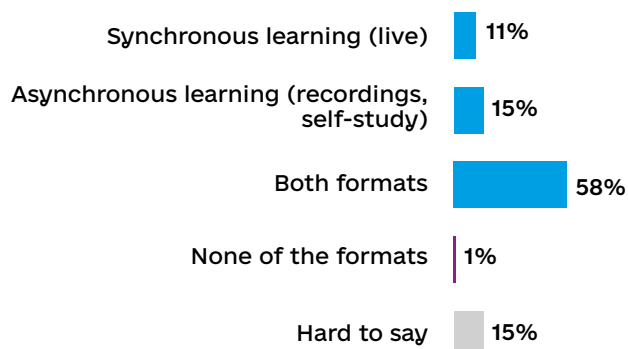 Synchronous learning (live) 11%
Asynchronous learning (recordings,
self-study) 15%
Both formats 58%
None of the formats 1%
Hard to say 15%